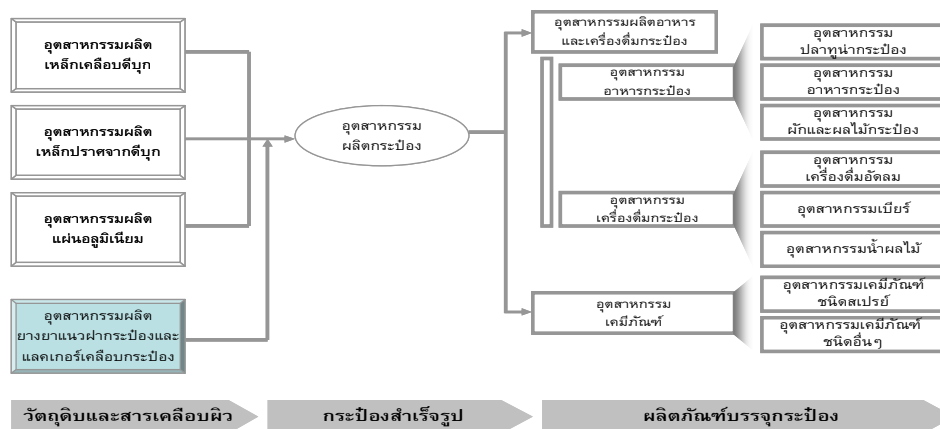 อุตสาหกรรมผลิต
เหล็กเคลือบดีบุก
อุตสาหกรรมผลิต
เหล็กปราศจากดีบุก
อุตสาหกรรมผลิต
แผ่นอลูมิเนียม
อุตสาหกรรมผลิต
ยางยาแนวฝากระป๋องและ
แลคเกอร์เคลือบกระป๋อง
อุตสาหกรรม
ผลิตกระป๋อง
อุตสาหกรรมผลิตอาหาร
และเครื่องดื่มกระป๋อง
อุตสาหกรรม
อาหารกระป๋อง
อุตสาหกรรม
เครื่องดื่มกระป๋อง
อุตสาหกรรม
เคมีภัณฑ์
อุตสาหกรรม
ปลาทูน่ากระป๋อง
อุตสาหกรรม
อาหารกระป๋อง
อุตสาหกรรม
ผักและผลไม้กระป๋อง
อุตสาหกรรม
เครื่องดื่มอัดลม
อุตสาหกรรมเบียร์
อุตสาหกรรมน้ำผลไม้
อุตสาหกรรมเคมีภัณฑ์
ชนิดสเปรย์
อุตสาหกรรมเคมีภัณฑ์
ชนิดอื่นๆ
วัตถุดิบและสารเคลือบผิว
กระป๋องสำเร็จรูป
ผลิตภัณฑ์บรรจุกระป๋อง